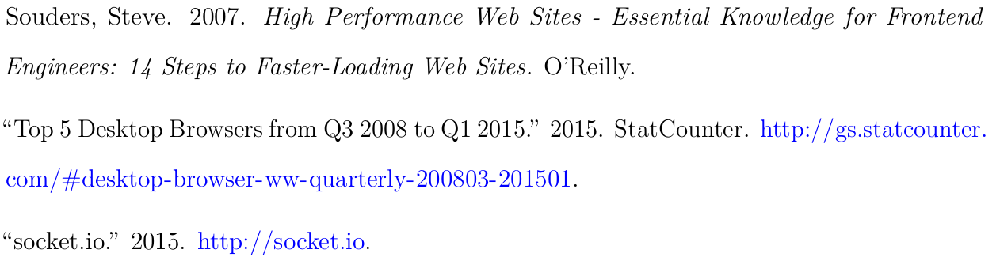 Souders, Steve. 2007. High Performance Web Sites - Essential Knowledge for Frontend
Engineers: 14 Steps to Faster-Loading Web Sites. O’Reilly.
“Top 5 Desktop Browsers from Q3 2008 to Q1 2015.” 2015. StatCounter. http://gs.statcounter.
com/#desktop-browser-ww-quarterly-200803-201501.
“socket.io.” 2015. http://socket.io.